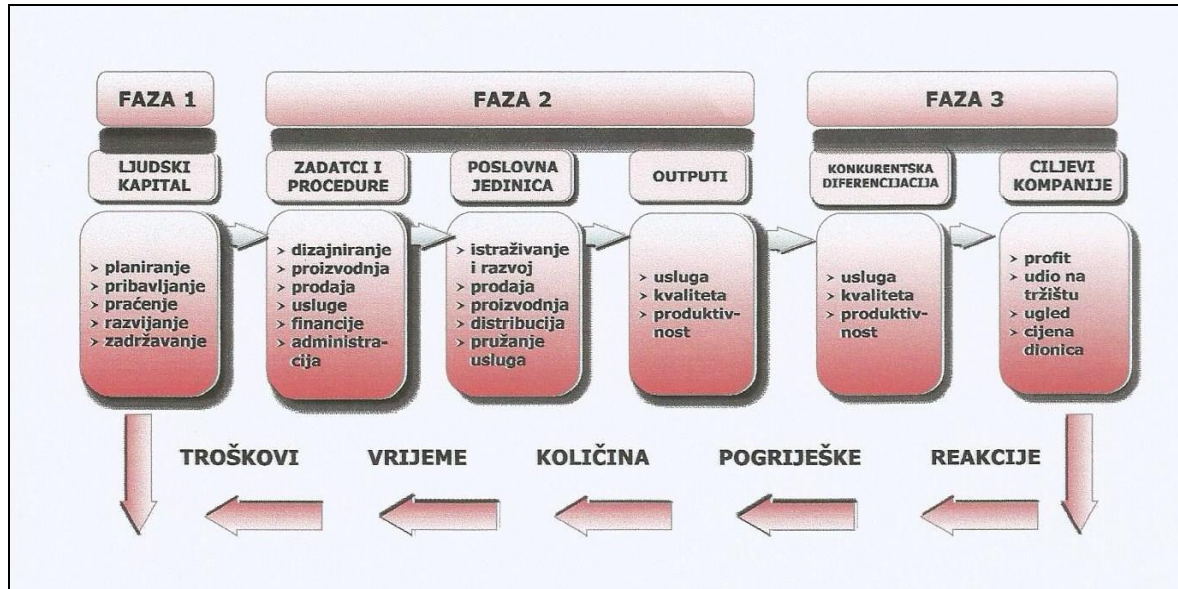 FAZA 1
FAZA 2
FAZA 3
LJUDSKI
KAPITAL
ZADATCI I
PROCEDURE
POSLOVNA
JEDINICA
OUTPUTI
KONKURENTSKA
DIFERENCIJACIJA
CILJEVI
KOMPANIJE
> planiranje
> pribavljanje
> praćenje
> razvijanje
> zadržavanje
> dizajniranje
> proizvodnja
> prodaja
> usluge
> financije
> administra-
cija
> istraživanje
i razvoj
> prodaja
> proizvodnja
> distribucija
> pružanje
usluga
> usluga
> kvaliteta
> produktiv-
nost
> usluga
> kvaliteta
> produktiv-
nost
> profit
> udio na
tržištu
> ugled
> cijena
dionica
TROŠKOVI
VRIJEME
KOLIČINA
POGRIJEŠKE
REAKCIJE